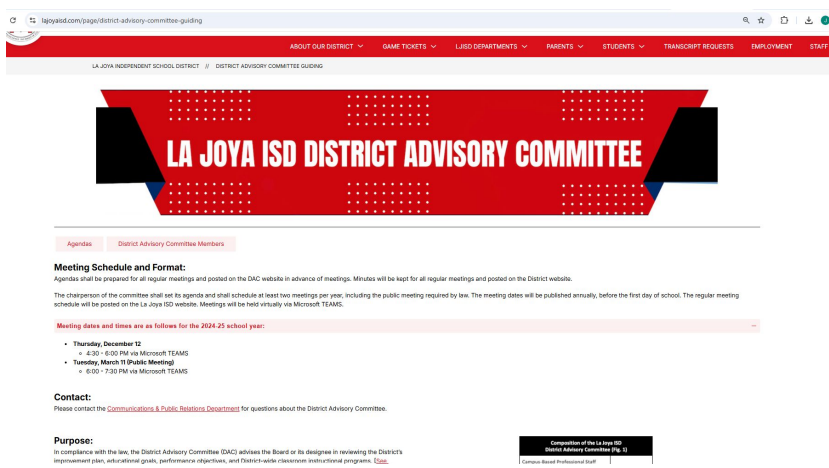 lajoyaisd.com/page/district-advisory-committee-guiding
ABOUT OUR DISTRICT GAME TICKETS LJISD DEPARTMENTS PARENTS STUDENTS TRANSCRIPT REQUESTS EMPLOYMENT STAFF
LA JOYA INDEPENDENT SCHOOL DISTRICT // DISTRICT ADVISORY COMMITTEE GUIDING
LA JOYA ISD DISTRICT ADVISORY COMMITTEE
Agendas District Advisory Committee Members
Meeting Schedule and Format:
Agendas shall be prepared for all regular meetings and posted on the DAC website in advance of meetings. Minutes will be kept for all regular meetings and posted on the District website.
The chairperson of the committee shall set its agenda and shall schedule at least two meetings per year, including the public meeting required by law. The meeting dates will be published annually, before the first day of school. The regular meeting
schedule will be posted on the La Joya ISD website. Meetings will be held virtually via Microsoft TEAMS.
Meeting dates and times are as follows for the 2024-25 school year:
• Thursday, December 12
◦ 4:30 - 6:00 PM via Microsoft TEAMS
• Tuesday, March 11 (Public Meeting)
◦ 6:00 - 7:30 PM via Microsoft TEAMS
Contact:
Please contact the Communications & Public Relations Department for questions about the District Advisory Committee.
Purpose:
In compliance with the law, the District Advisory Committee (DAC) advises the Board or its designee in reviewing the District's
improvement plan, educational goals, performance objectives, and District-wide classroom instructional programs. [See
Composition of the La Joya ISD
District Advisory Committee (Fig. 1)
Campus-Based Professional Staff